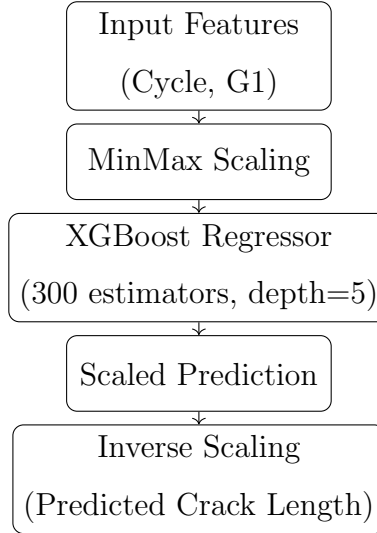 Input Features
(Cycle, G1)
MinMax Scaling
XGBoost Regressor
(300 estimators, depth=5)
Scaled Prediction
Inverse Scaling
(Predicted Crack Length)